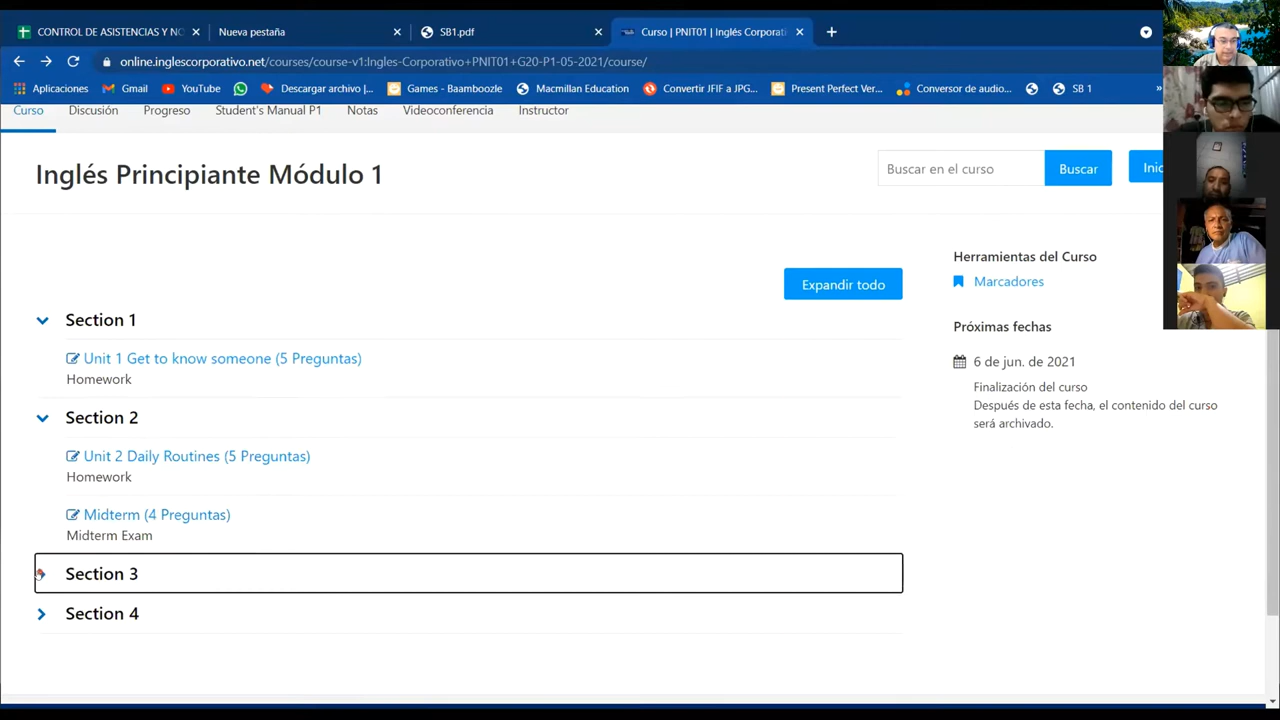 CONTROL DE ASISTENCIAS Y NO
Nueva pestaña
SB1.pdf
Curso | PNIT01 | Inglés Corporati
online.inglescorporativo.net/courses/course-v1:Ingles-Corporativo+PNIT01+G20-P1-05-2021/course/
Aplicaciones
Gmail
YouTube
Descargar archivo |...
Games - Baamboozle
Macmillan Education
Convertir JFIF a JPG...
Present Perfect Ver...
Conversor de audio...
SB 1
»
Curso
Discusión
Progreso
Student's Manual P1
Notas
Videoconferencia
Instructor
Inglés Principiante Módulo 1
Buscar en el curso
Buscar
Inic
Expandir todo
Section 1
Unit 1 Get to know someone (5 Preguntas)
Homework
Section 2
Unit 2 Daily Routines (5 Preguntas)
Homework
Midterm (4 Preguntas)
Midterm Exam
Section 3
Section 4
Herramientas del Curso
Marcadores
Próximas fechas
6 de jun. de 2021
Finalización del curso
Después de esta fecha, el contenido del curso
será archivado.